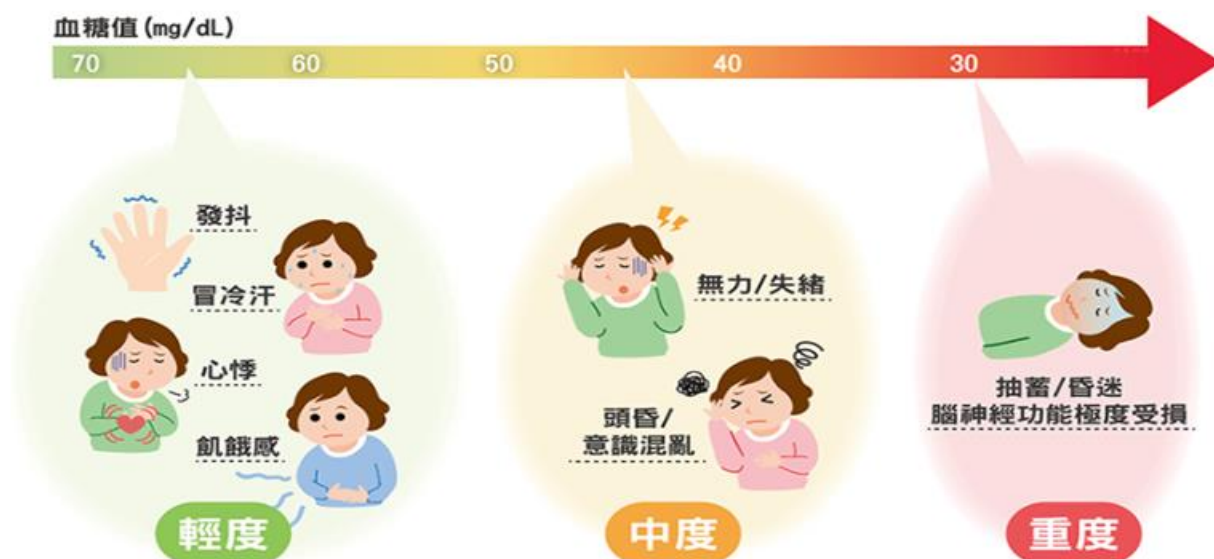 血糖值(mg/dL)
70 60 50 40 30
發抖
冒冷汗
心悸
飢餓感
輕度
無力/失緒
頭昏/
意識混亂
中度
抽蓄/昏迷
腦神經功能極度受損
重度